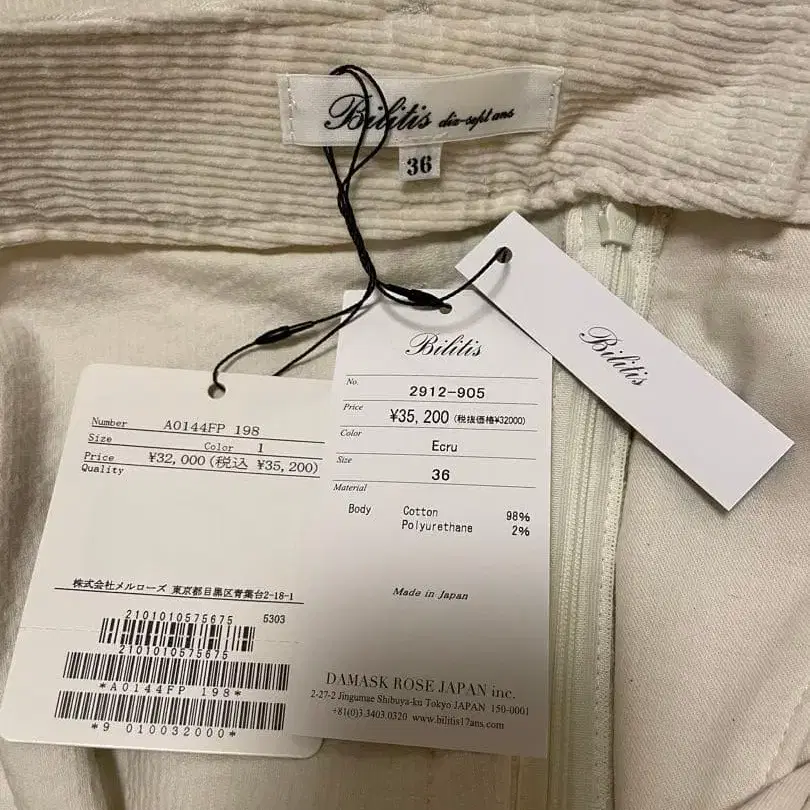 Bilitis dix-sept ans
36
Bilitis
Bilitis
No. 2912-905
Price ¥35,200 (税抜価格¥32000)
Color Ecru
Size 36
Material
Body Cotton 98%
Polyurethane 2%
Made in Japan
DAMASK ROSE JAPAN inc.
2-27-2 Jingumae Shibuya-ku Tokyo JAPAN 150-0001
+81(0)3.3403.0320 www.bilitis17ans.com
Number A0144FP 198
Size Color 1
Price ¥32,000(税込 ¥35,200)
Quality
株式会社メルローズ 東京都目黒区青葉台2-18-1
2101010575675 5303
2101010575675
*A0144FP 198*
*9 010032000*